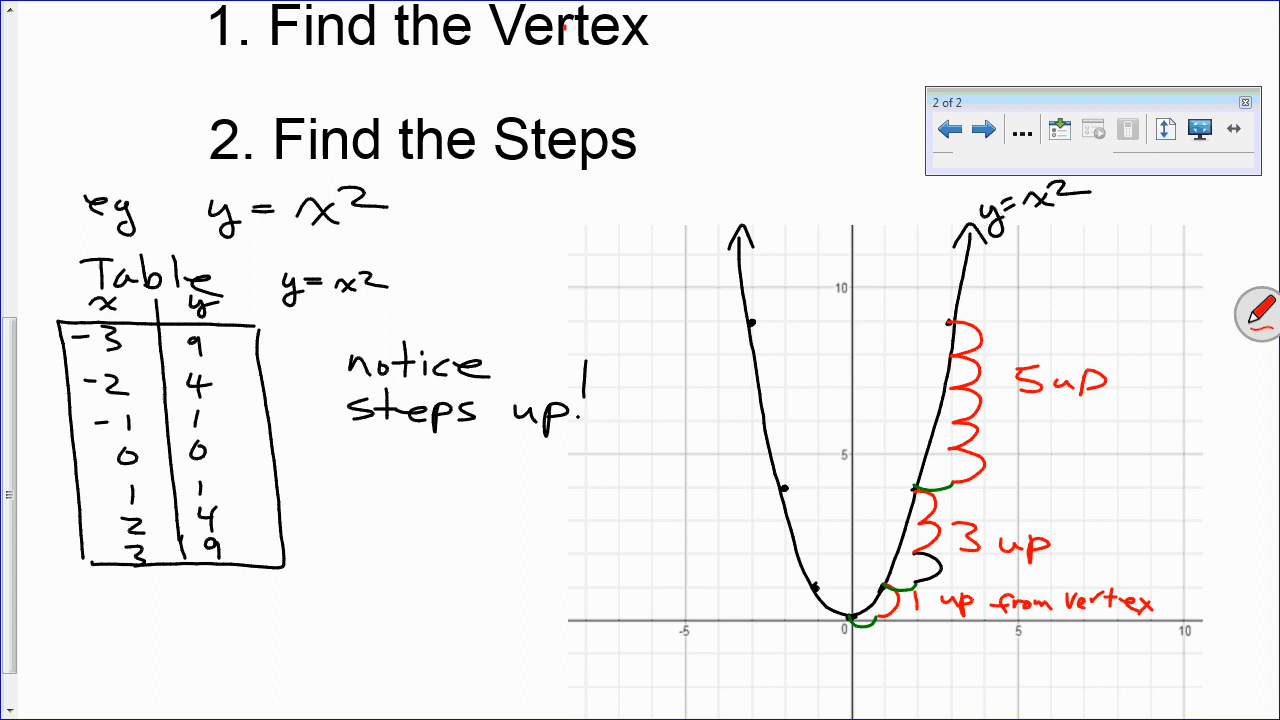 1. Find the Vertex
2 of 2
2. Find the Steps
eg y = x²
y = x²
Table y = x²
x y
-3 9
-2 4
-1 1
0 0
1 1
2 4
3 9
notice
steps up!
10
5 up
5
3 up
1 up from vertex
-5 0 5 10